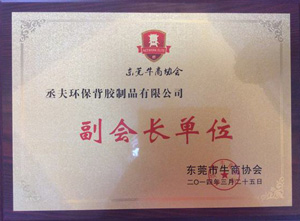 东莞牛商协会
丞夫环保背胶制品有限公司
副会长单位
东莞市牛商协会
二〇一四年三月二十五日